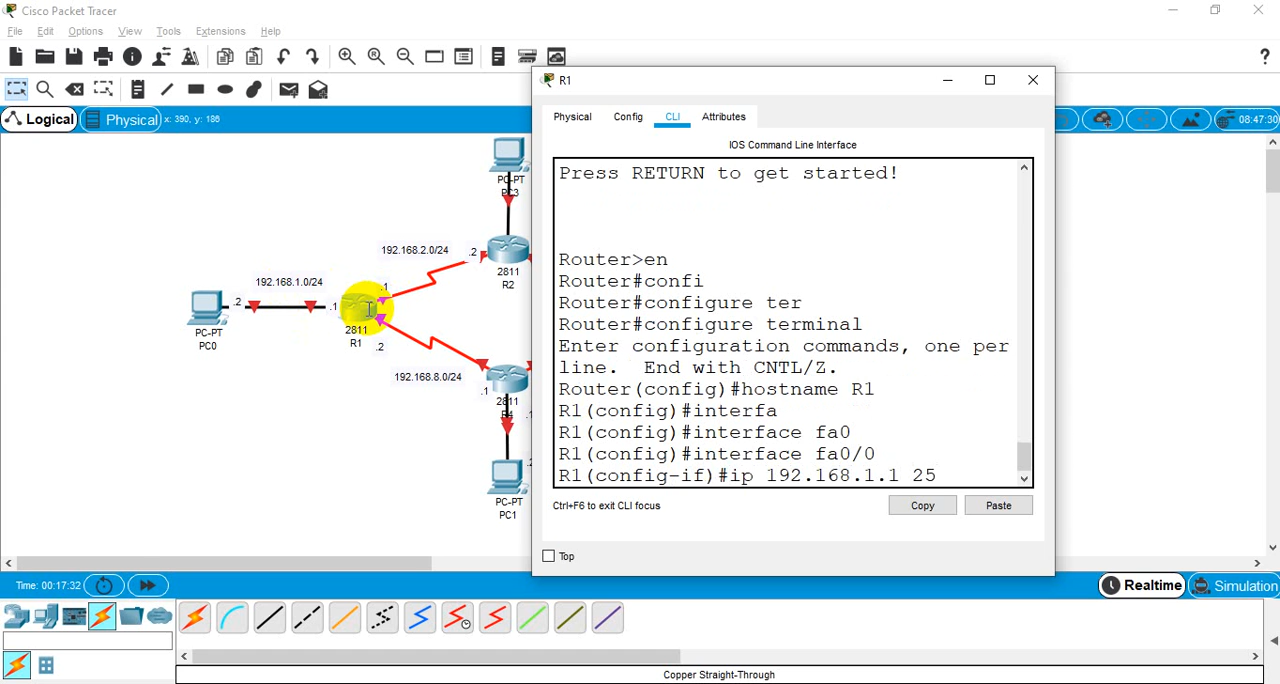 Cisco Packet Tracer
File Edit Options View Tools Extensions Help
?
Logical
Physical
x: 390, y: 186
08:47:30
R1
Physical Config CLI Attributes
IOS Command Line Interface
Press RETURN to get started!
Router>en
Router#confi
Router#configure ter
Router#configure terminal
Enter configuration commands, one per
line. End with CNTL/Z.
Router(config)#hostname R1
R1(config)#interfa
R1(config)#interface fa0
R1(config)#interface fa0/0
R1(config-if)#ip 192.168.1.1 25
Ctrl+F6 to exit CLI focus
Copy
Paste
Top
PC-PT
PC3
192.168.2.0/24
.2
2811
R2
192.168.1.0/24
.2
.1
.1
PC-PT
PC0
2811
R1
.2
192.168.8.0/24
.1
2811
R4
PC-PT
PC1
Time: 00:17:32
Realtime
Simulation
Copper Straight-Through